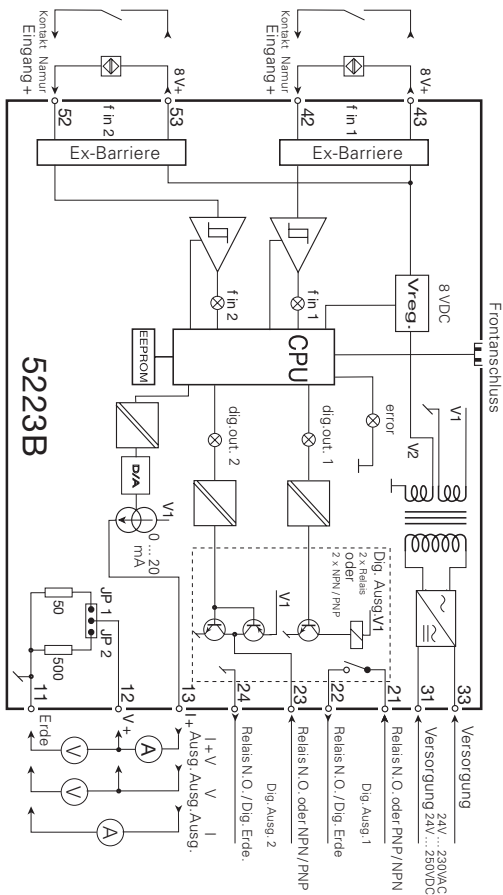 Kontakt Namur
Eingang +
8 V+
Kontakt Namur
Eingang +
8 V+
52
f in 2
53
42
f in 1
43
Ex-Barriere
Ex-Barriere
Frontanschluss
8 VDC
Vreg.
f in 2
f in 1
CPU
EEPROM
V1
V2
error
dig.out. 2
dig.out. 1
5223B
D/A
V1
0 ... 20
mA
Dig. Ausg.
2 x Relais
oder
2 x NPN / PNP
V1
V1
JP 1
JP 2
50
500
11
12
13
24
23
22
21
31
33
Erde
V+
I+
Relais N.O. / Dig. Erde.
Relais N.O. oder NPN / PNP
Dig. Ausg. 2
Relais N.O. / Dig. Erde
Relais N.O. oder PNP / NPN
Dig. Ausg. 1
Versorgung
Versorgung
24V ... 230VAC
24V ... 250VDC
I + V
Ausg.
V
Ausg.
I
Ausg.
V
A
V
A